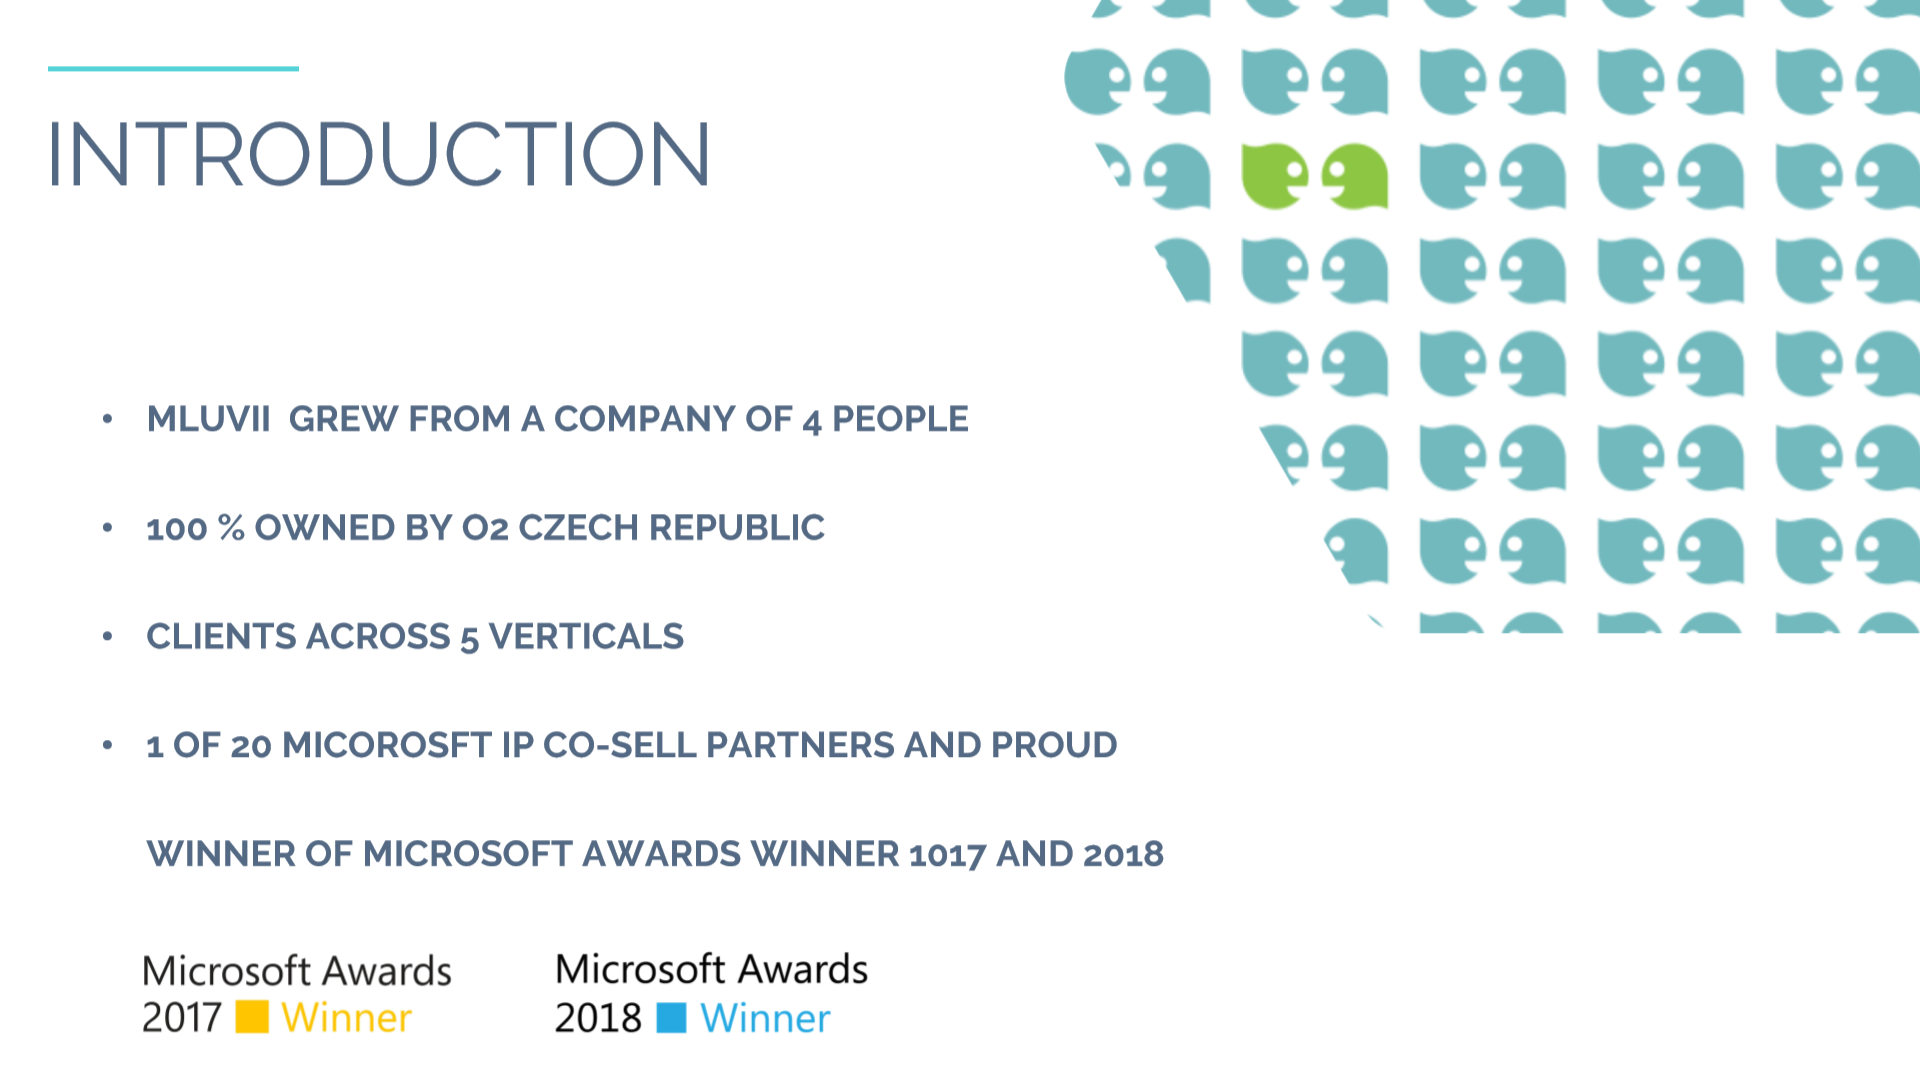 INTRODUCTION
• MLUVII  GREW FROM A COMPANY OF 4 PEOPLE
• 100 % OWNED BY O2 CZECH REPUBLIC
• CLIENTS ACROSS 5 VERTICALS
• 1 OF 20 MICOROSFT IP CO-SELL PARTNERS AND PROUD
WINNER OF MICROSOFT AWARDS WINNER 1017 AND 2018
Microsoft Awards
2017 Winner
Microsoft Awards
2018 Winner